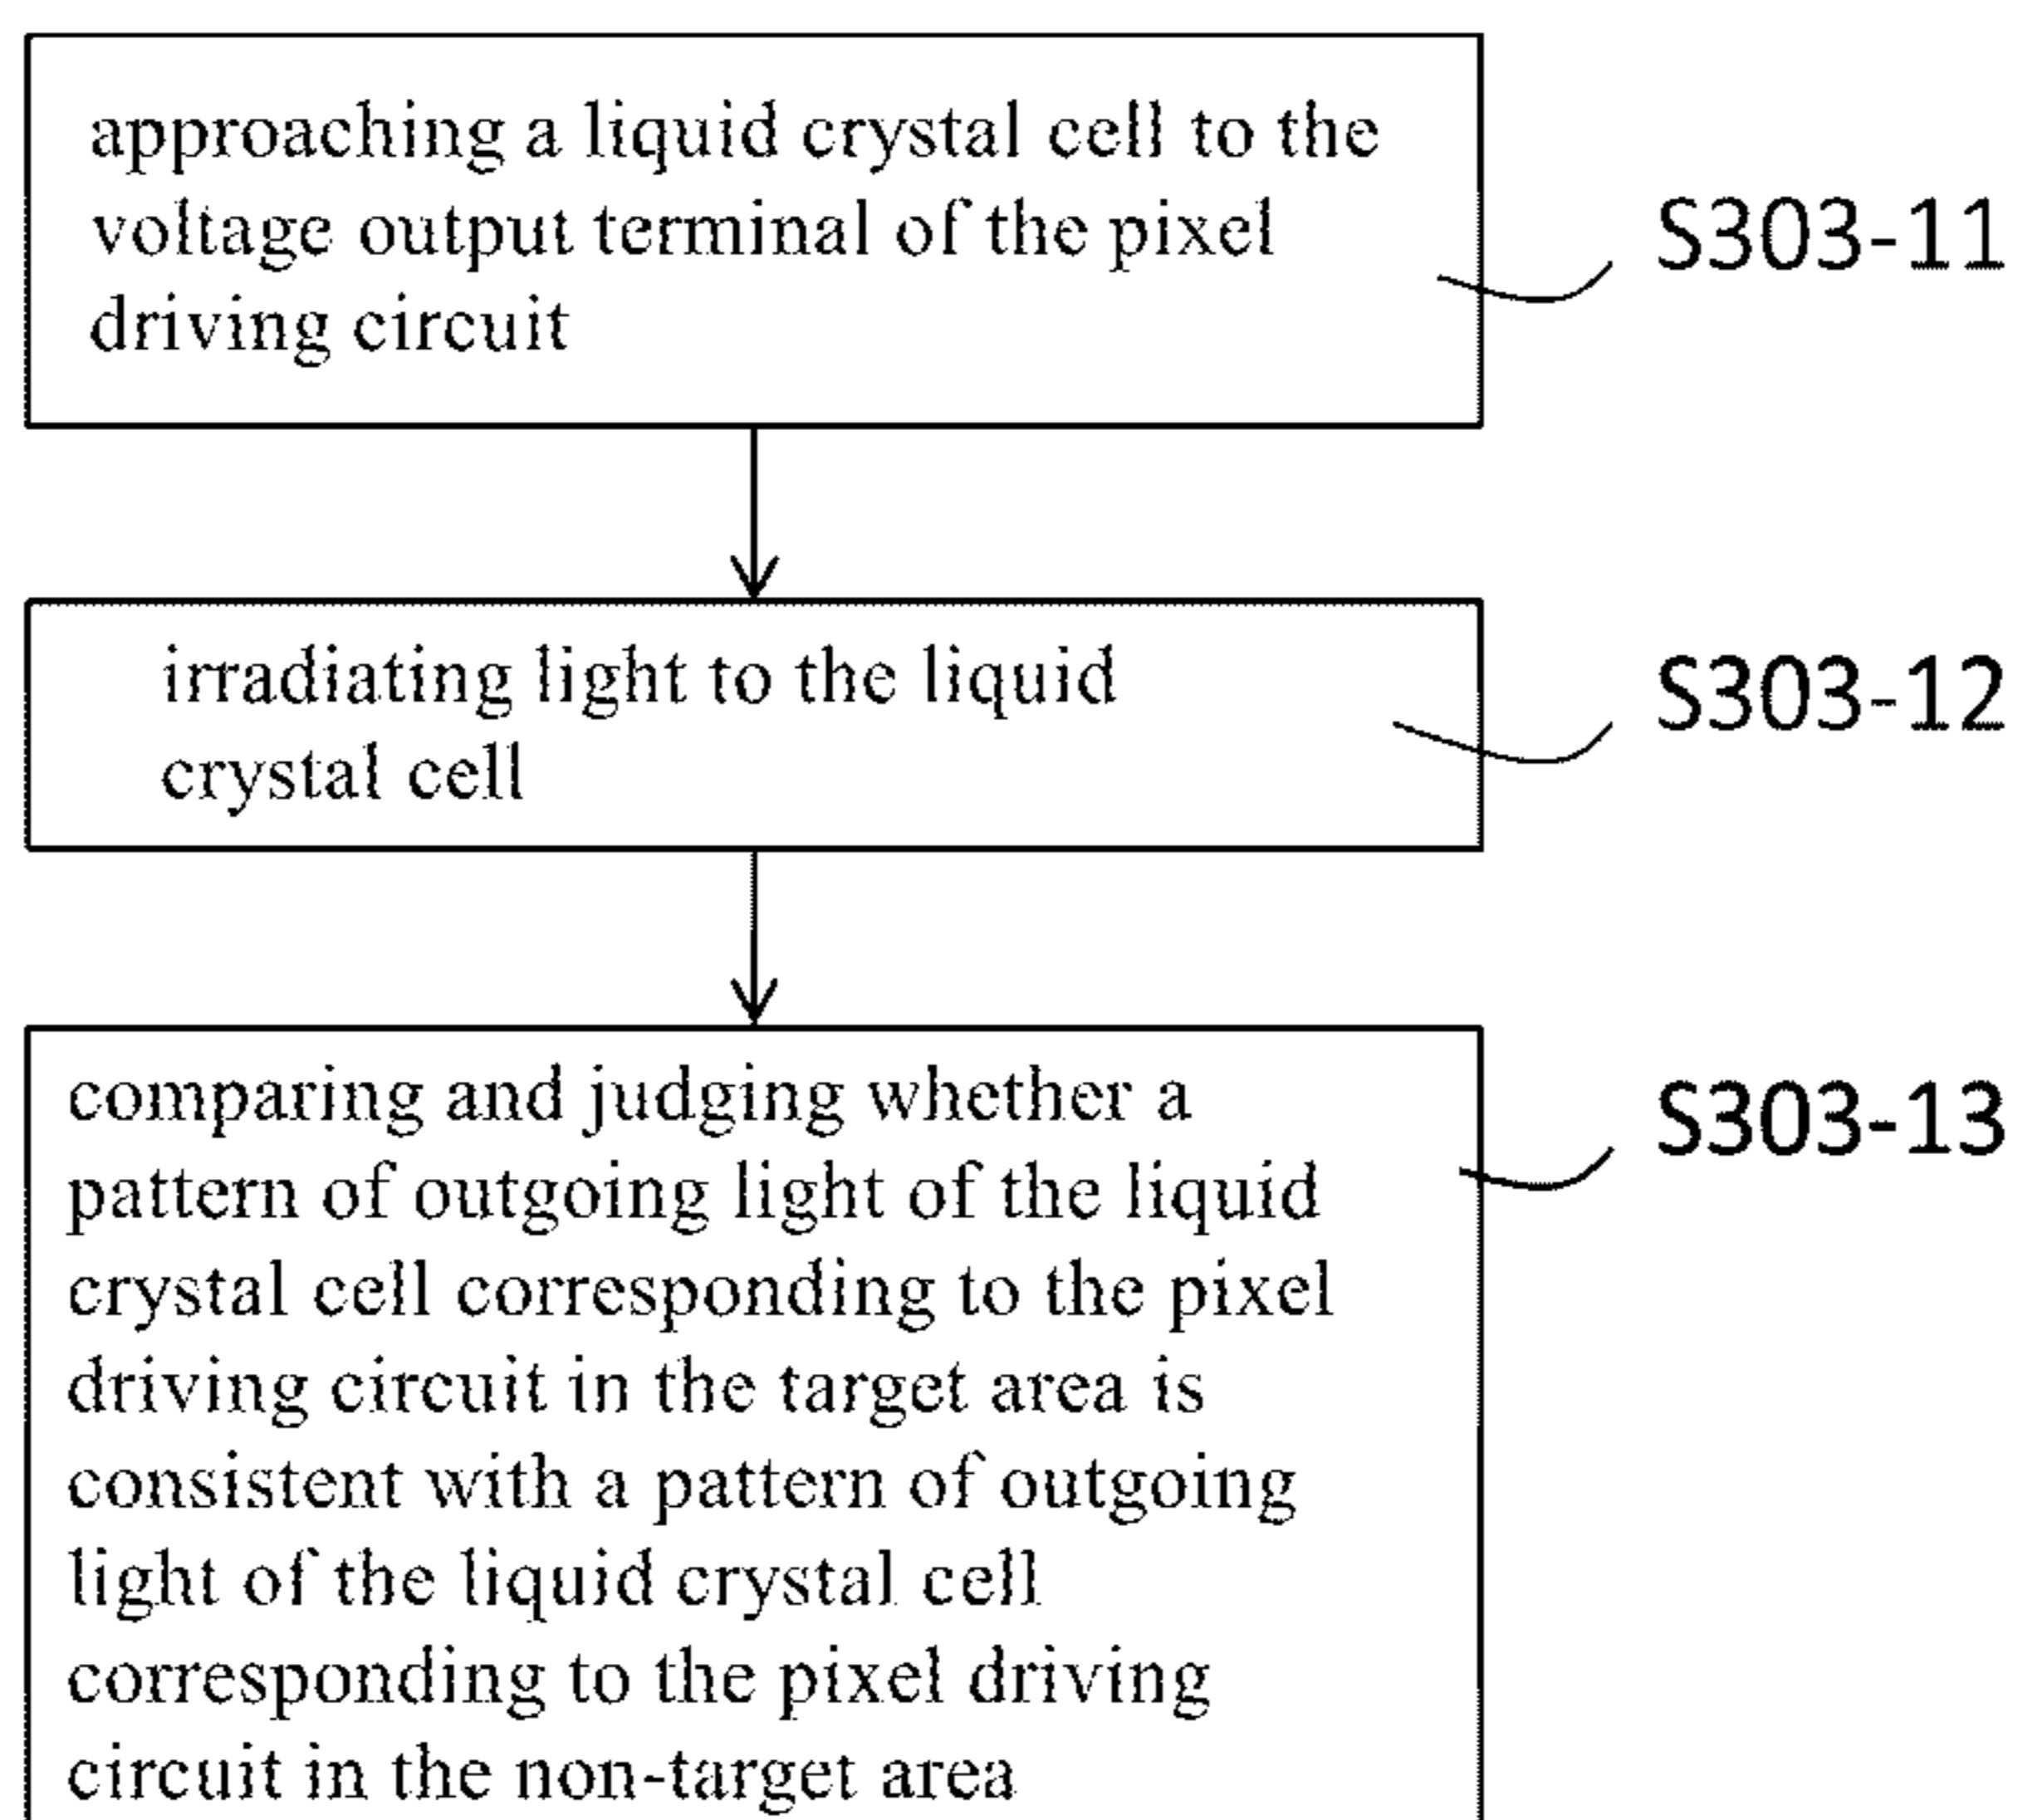 approaching a liquid crystal cell to the
voltage output terminal of the pixel
driving circuit
S303-11
irradiating light to the liquid
crystal cell
S303-12
comparing and judging whether a
pattern of outgoing light of the liquid
crystal cell corresponding to the pixel
driving circuit in the target area is
consistent with a pattern of outgoing
light of the liquid crystal cell
corresponding to the pixel driving
circuit in the non-target area
S303-13